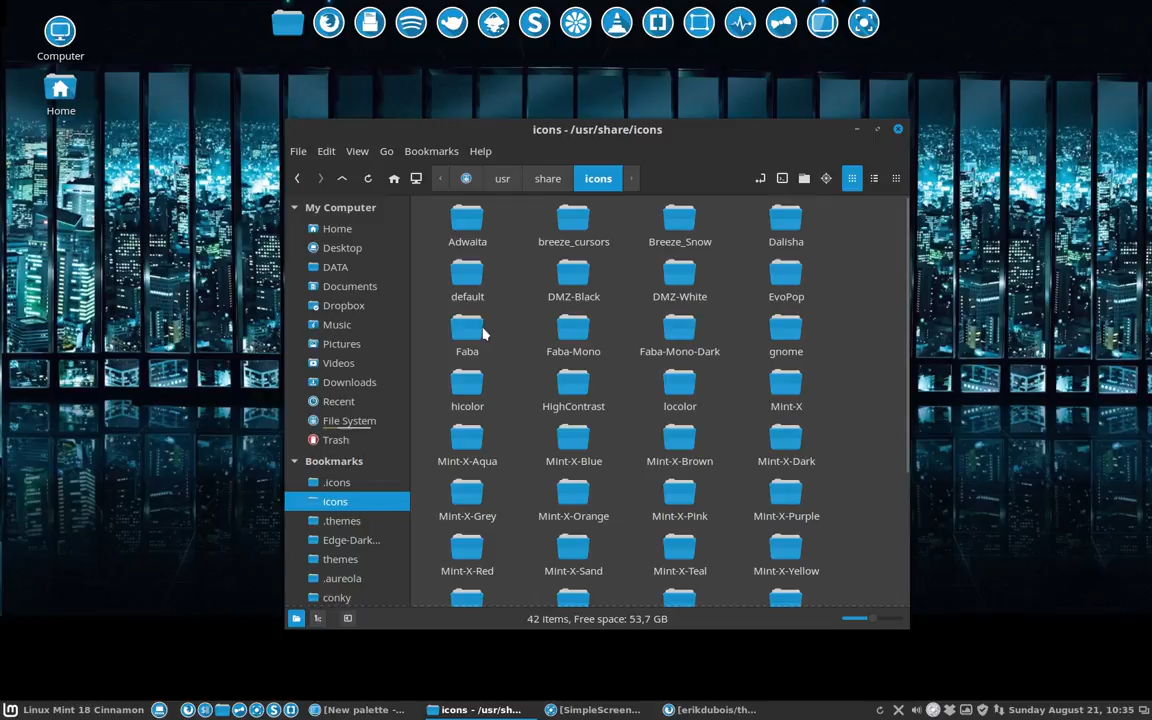 Computer
Home
icons - /usr/share/icons
File Edit View Go Bookmarks Help
usr share icons
My Computer
Home
Desktop
DATA
Documents
Dropbox
Music
Pictures
Videos
Downloads
Recent
File System
Trash
Bookmarks
.icons
icons
.themes
Edge-Dark...
themes
.aureola
conky
Adwaita breeze_cursors Breeze_Snow Dalisha
default DMZ-Black DMZ-White EvoPop
Faba Faba-Mono Faba-Mono-Dark gnome
hicolor HighContrast locolor Mint-X
Mint-X-Aqua Mint-X-Blue Mint-X-Brown Mint-X-Dark
Mint-X-Grey Mint-X-Orange Mint-X-Pink Mint-X-Purple
Mint-X-Red Mint-X-Sand Mint-X-Teal Mint-X-Yellow
42 items, Free space: 53,7 GB
Linux Mint 18 Cinnamon [New palette -... icons - /usr/sh... [SimpleScreen... [erikdubois/th... Sunday August 21, 10:35